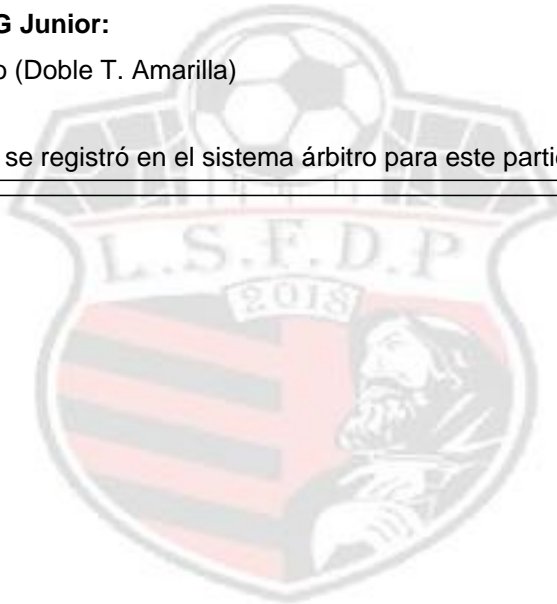 G Junior:
o (Doble T. Amarilla)
se registró en el sistema árbitro para este parti
L.S.F.D.P
2018